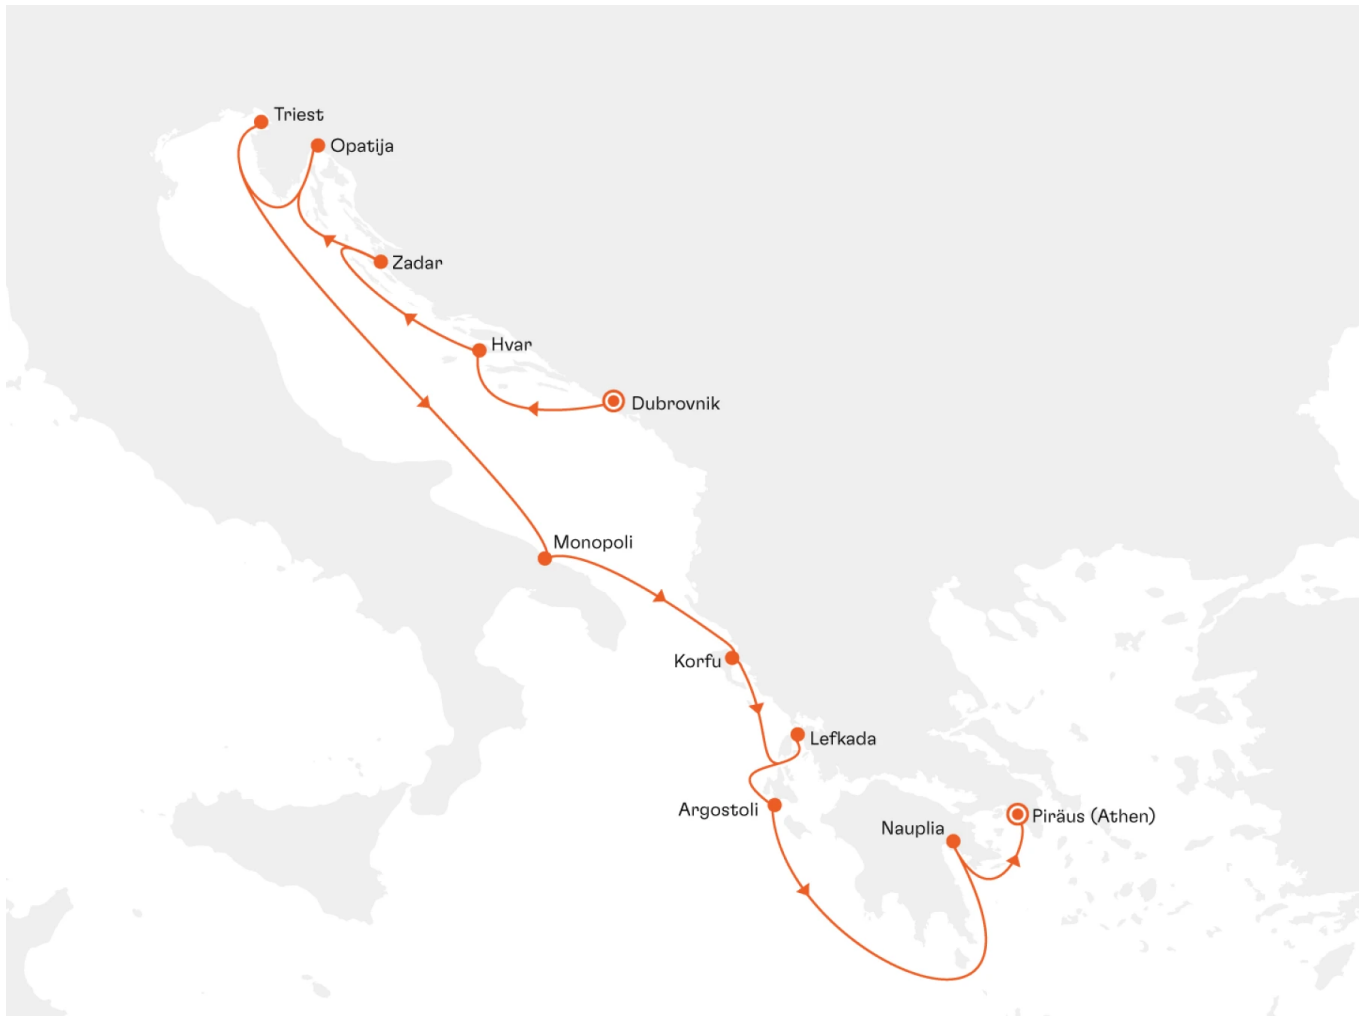 Triest
Opatija
Zadar
Hvar
Dubrovnik
Monopoli
Korfu
Lefkada
Argostoli
Nauplia
Piräus (Athen)